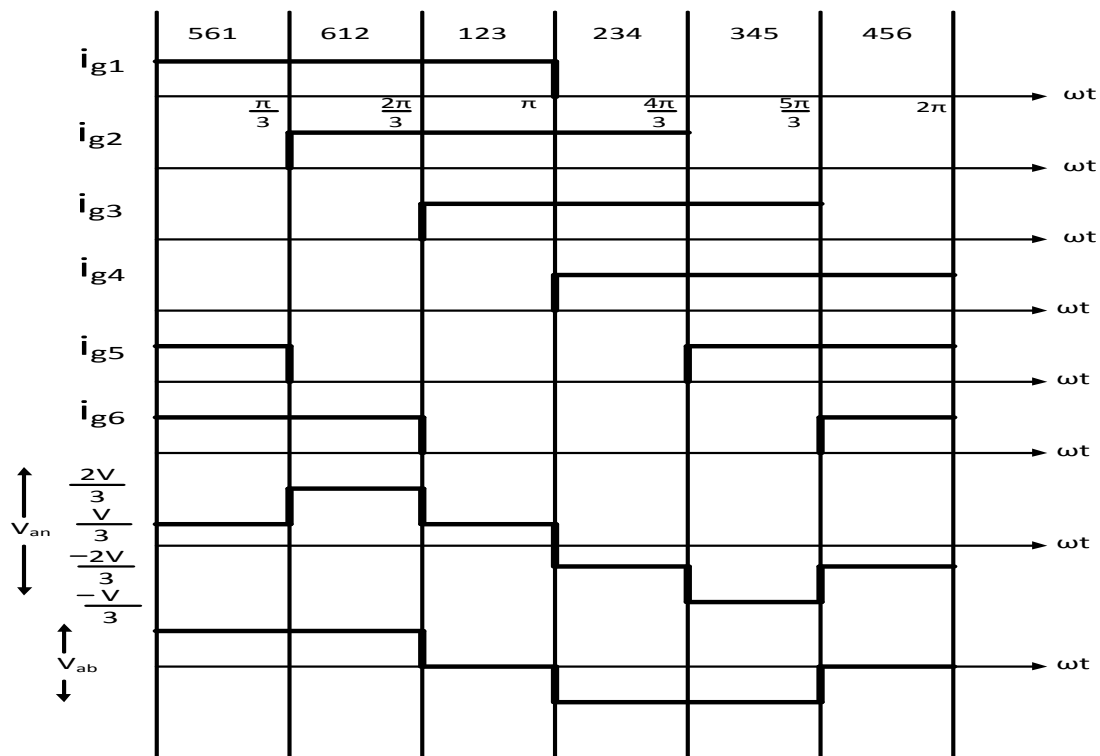 561 612 123 234 345 456
ig1
ωt
π/3 2π/3 π 4π/3 5π/3 2π
ig2
ωt
ig3
ωt
ig4
ωt
ig5
ωt
ig6
ωt
2V/3
Van V/3
ωt
−2V/3
−V/3
Vab
ωt